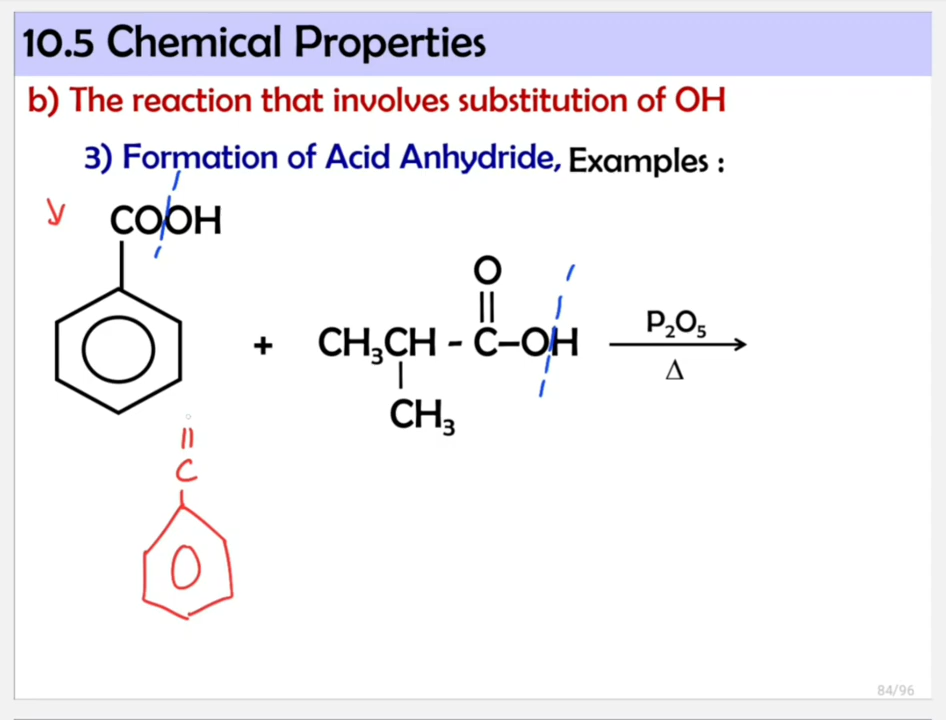 10.5 Chemical Properties
b) The reaction that involves substitution of OH
3) Formation of Acid Anhydride, Examples :
COOH
O
||
+ CH₃CH - C–OH P₂O₅
Δ
|
CH₃
||
C
84/96